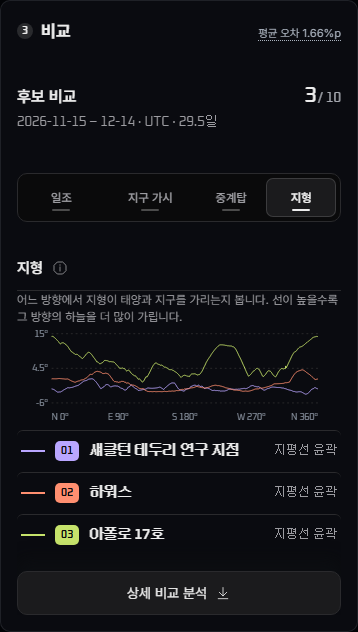 3 비교
평균 오차 1.66%p
후보 비교
3 / 10
2026-11-15 – 12-14 · UTC · 29.5일
일조 지구 가시 중계탑 지형
지형
어느 방향에서 지형이 태양과 지구를 가리는지 봅니다. 선이 높을수록
그 방향의 하늘을 더 많이 가립니다.
15°
4.5°
-6°
N 0° E 90° S 180° W 270° N 360°
01 섀클턴 테두리 연구 지점 지평선 윤곽
02 하워스 지평선 윤곽
03 아폴로 17호 지평선 윤곽
상세 비교 분석